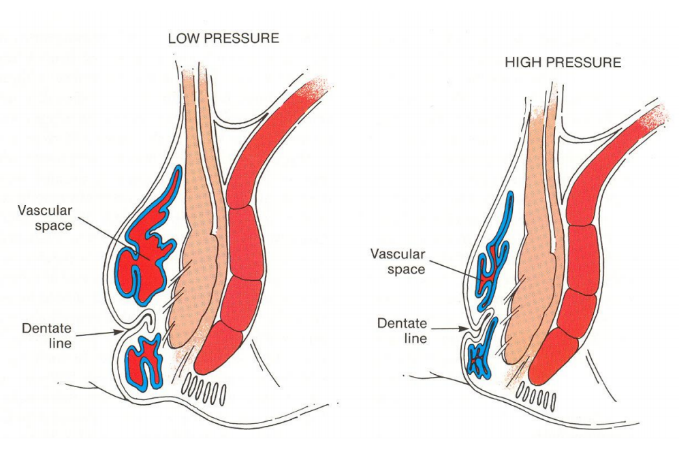 LOW PRESSURE
Vascular
space
Dentate
line
HIGH PRESSURE
Vascular
space
Dentate
line